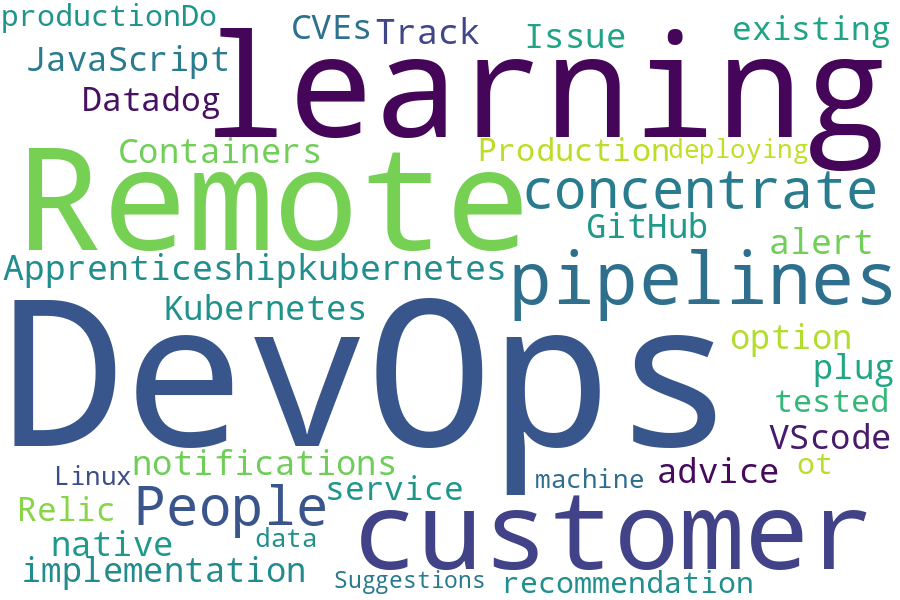 productionDo
CVEs
Track
Issue
existing
JavaScript
learning
Datadog
Containers
Production
deploying
Remote
concentrate
GitHub
alert
Apprenticeshipkubernetes
pipelines
Kubernetes
DevOps
option
plug
tested
VScode
notifications
Linux
machine
advice
ot
Relic
People
service
customer
native
data
implementation
Suggestions
recommendation